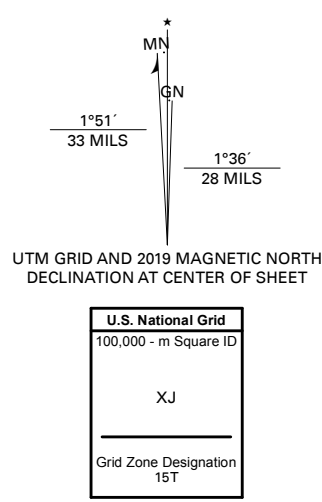 ★
MN
GN
1°51´
33 MILS
1°36´
28 MILS
UTM GRID AND 2019 MAGNETIC NORTH
DECLINATION AT CENTER OF SHEET
U.S. National Grid
100,000 - m Square ID
XJ
Grid Zone Designation
15T